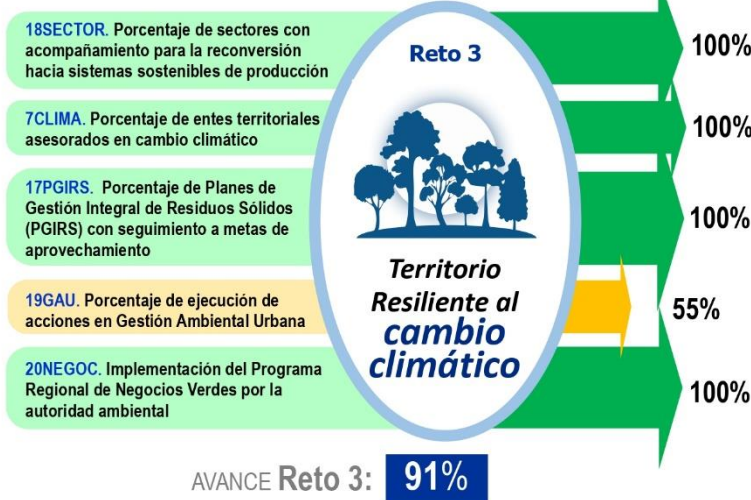 18SECTOR. Porcentaje de sectores con
acompañamiento para la reconversión
hacia sistemas sostenibles de producción
100%
7CLIMA. Porcentaje de entes territoriales
asesorados en cambio climático
100%
17PGIRS. Porcentaje de Planes de
Gestión Integral de Residuos Sólidos
(PGIRS) con seguimiento a metas de
aprovechamiento
100%
19GAU. Porcentaje de ejecución de
acciones en Gestión Ambiental Urbana
55%
20NEGOC. Implementación del Programa
Regional de Negocios Verdes por la
autoridad ambiental
100%
Reto 3
Territorio
Resiliente al
cambio
climático
AVANCE Reto 3: 91%